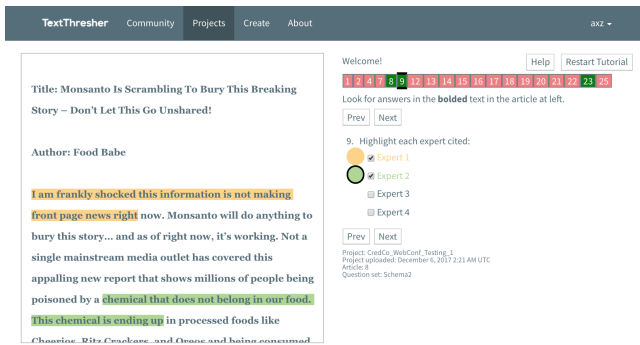 TextThresher Community Projects Create About axz
Title: Monsanto Is Scrambling To Bury This Breaking
Story – Don't Let This Go Unshared!
Author: Food Babe
I am frankly shocked this information is not making
front page news right now. Monsanto will do anything to
bury this story... and as of right now, it's working. Not a
single mainstream media outlet has covered this
appalling new report that shows millions of people being
poisoned by a chemical that does not belong in our food.
This chemical is ending up in processed foods like
Cheerios, Ritz Crackers, and Oreos and being consumed
Welcome! Help Restart Tutorial
1 2 4 7 8 9 12 13 14 15 16 17 18 19 20 21 22 23 25
Look for answers in the bolded text in the article at left.
Prev Next
9. Highlight each expert cited:
Expert 1
Expert 2
Expert 3
Expert 4
Prev Next
Project: CredCo_WebConf_Testing_1
Project uploaded: December 6, 2017 2:21 AM UTC
Article: 8
Question set: Schema2